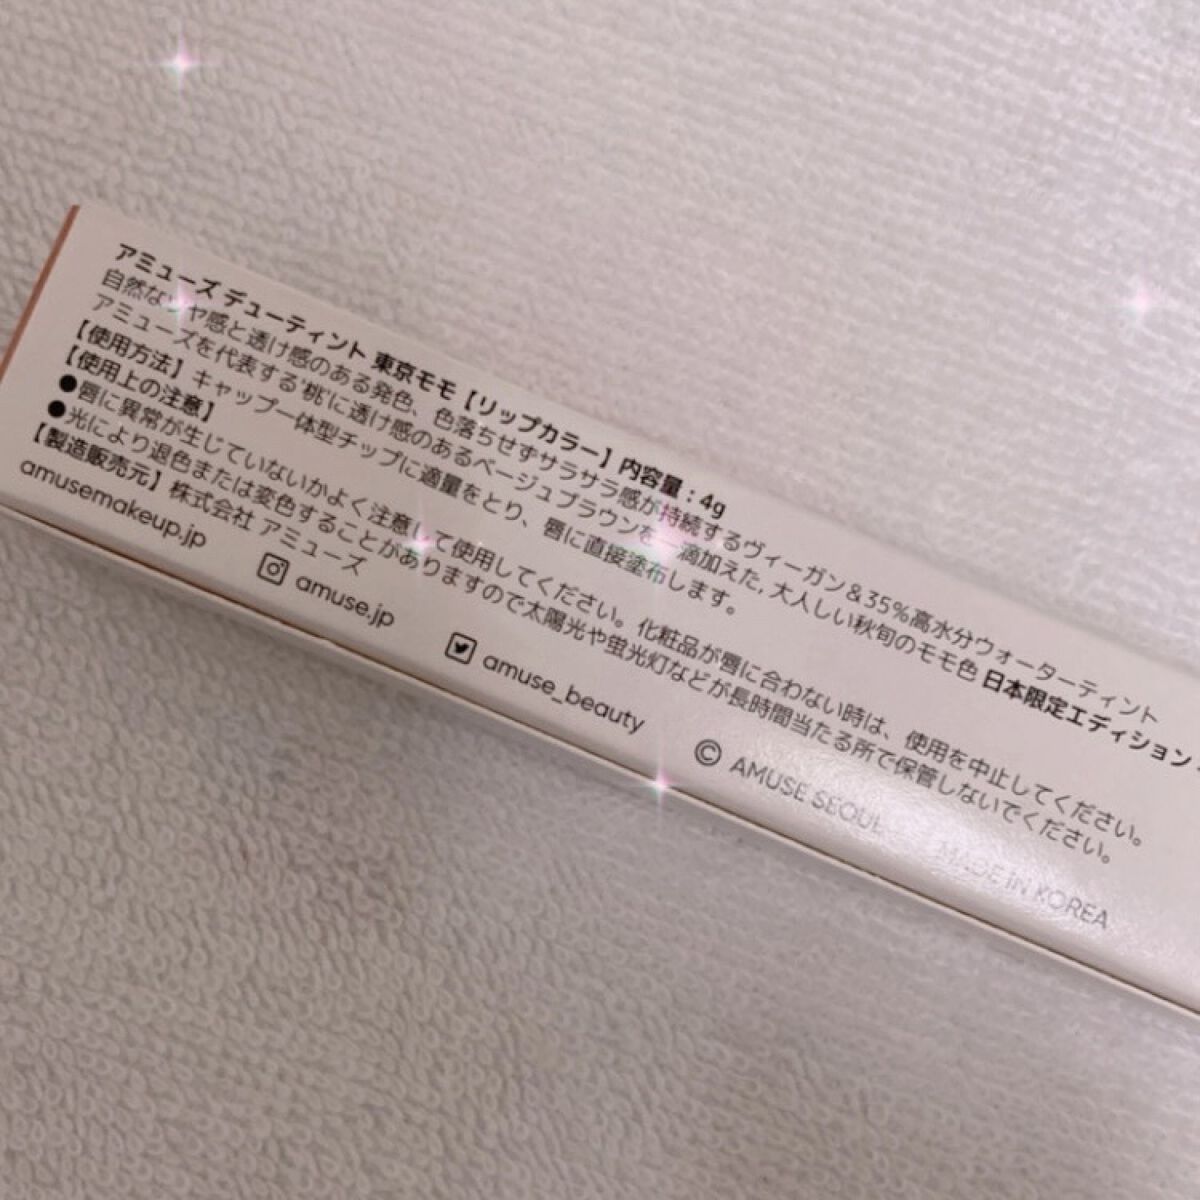 アミューズ デューティント 東京モモ【リップカラー】内容量：4g
自然なツヤ感と透け感のある発色、色落ちせずサラサラ感が持続するヴィーガン＆35%高水分ウォーターティント
アミューズを代表する'桃'に透け感のあるベージュブラウンを一滴加えた, 大人しい秋旬のモモ色 日本限定エディション
【使用方法】キャップ一体型チップに適量をとり、唇に直接塗布します。
【使用上の注意】
●唇に異常が生じていないかよく注意して使用してください。化粧品が唇に合わない時は、使用を中止してください。
●光により退色または変色することがありますので太陽光や蛍光灯などが長時間当たる所で保管しないでください。
【製造販売元】株式会社 アミューズ
amusemakeup.jp amuse.jp amuse_beauty © AMUSE SEOUL MADE IN KOREA